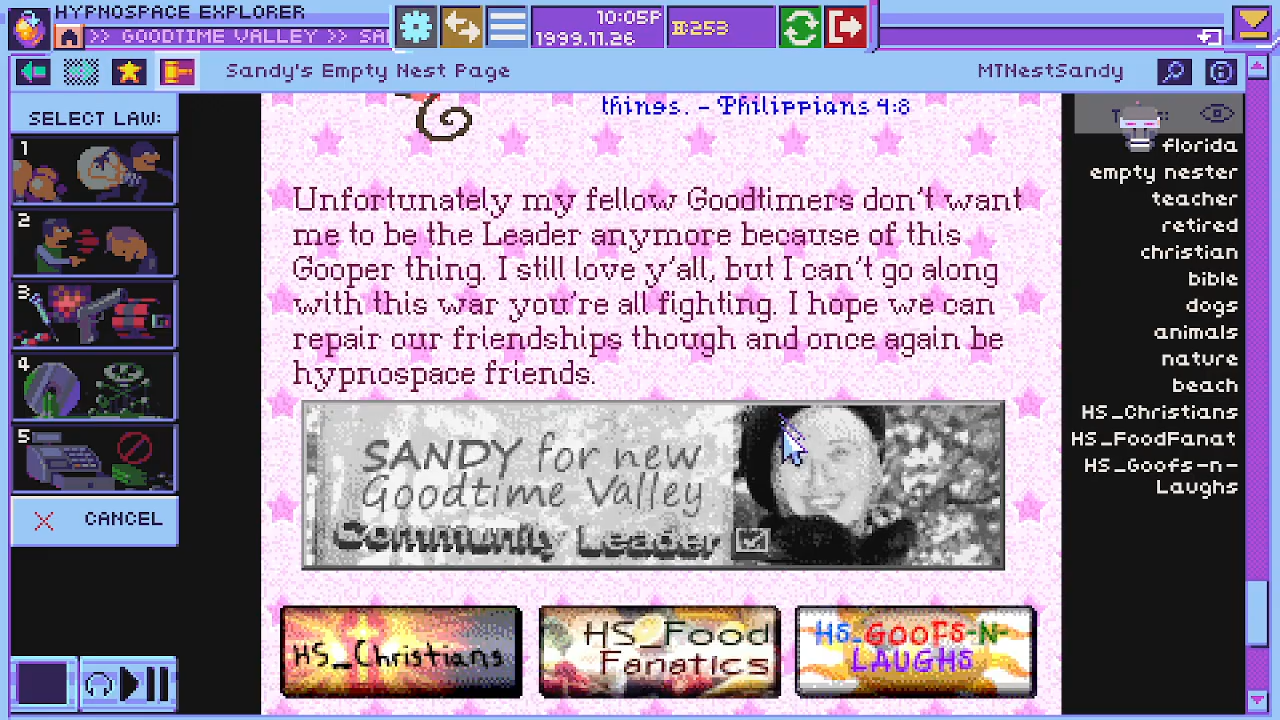 HYPNOSPACE EXPLORER
10:05P
1999.11.26
253
>> GOODTIME VALLEY >>
Sandy's Empty Nest Page
MTNestSandy
SELECT LAW:
1
2
3
4
5
CANCEL
things. - Philippians 4:8
Unfortunately my fellow Goodtimers don't want
me to be the Leader anymore because of this
Gooper thing. I still love y'all, but I can't go along
with this war you're all fighting. I hope we can
repair our friendships though and once again be
hypnospace friends.
SANDY for new
Goodtime Valley
Community Leader
HS_Christians
HS_Food
Fanatics
HS_GOOFS-N-
LAUGHS
florida
empty nester
teacher
retired
christian
bible
dogs
animals
nature
beach
HS_Christians
HS_FoodFanat
HS_Goofs-n-
Laughs